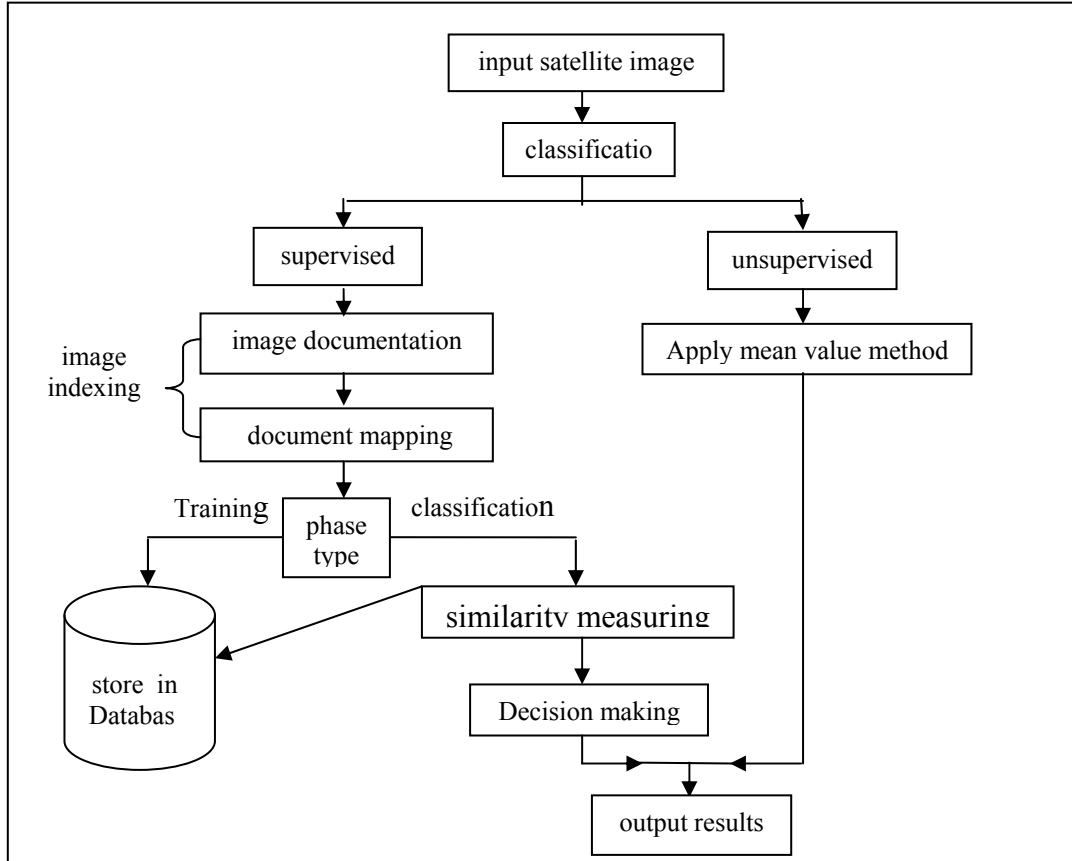 input satellite image
classificatio
supervised
unsupervised
image documentation
Apply mean value method
image
indexing
document mapping
Training
classification
phase
type
similarity measuring
store in
Databas
Decision making
output results